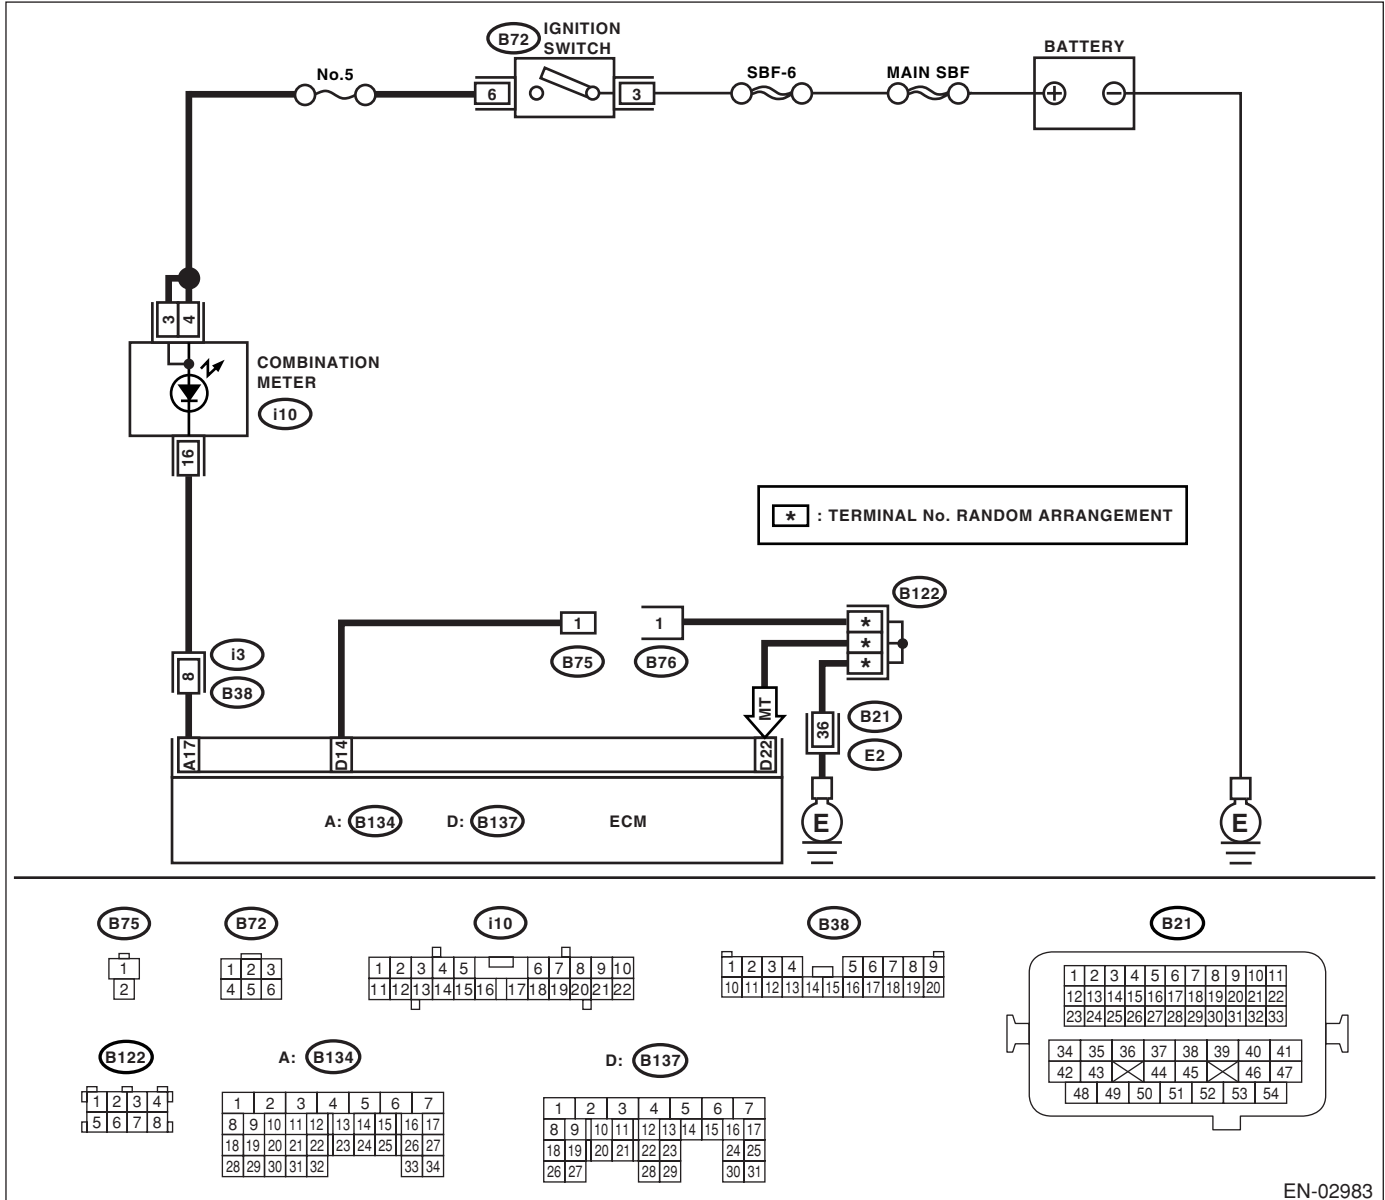 B72 IGNITION
SWITCH
No.5
6
3
SBF-6
MAIN SBF
BATTERY
+
−
3 4
COMBINATION
METER
i10
16
* : TERMINAL No. RANDOM ARRANGEMENT
B122
1
1
*
*
*
B75
B76
i3
8
B38
MT
B21
36
E2
A17
D14
D22
A: B134 D: B137 ECM
E
E
B75
1
2
B72
1 2 3
4 5 6
i10
1 2 3 4 5 6 7 8 9 10
11 12 13 14 15 16 17 18 19 20 21 22
B38
1 2 3 4 5 6 7 8 9
10 11 12 13 14 15 16 17 18 19 20
B21
1 2 3 4 5 6 7 8 9 10 11
12 13 14 15 16 17 18 19 20 21 22
23 24 25 26 27 28 29 30 31 32 33
34 35 36 37 38 39 40 41
42 43 44 45 46 47
48 49 50 51 52 53 54
B122
1 2 3 4
5 6 7 8
A: B134
1 2 3 4 5 6 7
8 9 10 11 12 13 14 15 16 17
18 19 20 21 22 23 24 25 26 27
28 29 30 31 32 33 34
D: B137
1 2 3 4 5 6 7
8 9 10 11 12 13 14 15 16 17
18 19 20 21 22 23 24 25
26 27 28 29 30 31
EN-02983